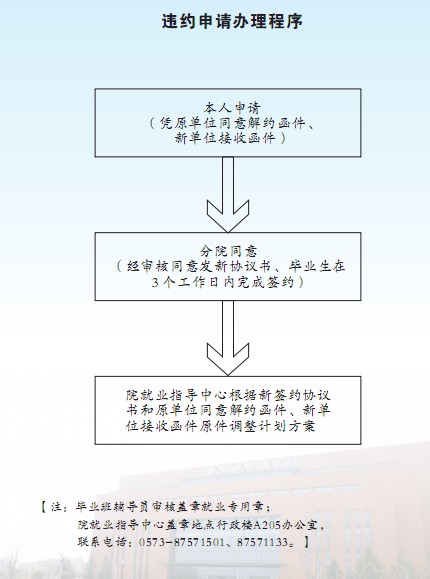 违约申请办理程序
本人申请
（凭原单位同意解约函件、
新单位接收函件）
分院同意
（经审核同意发新协议书、毕业生在
3个工作日内完成签约）
院就业指导中心根据新签约协议
书和原单位同意解约函件、新单
位接收函件原件调整计划方案
【注：毕业班辅导员审核盖章就业专用章；
院就业指导中心盖章地点行政楼A205办公室，
联系电话：0573-87571501、87571133。】